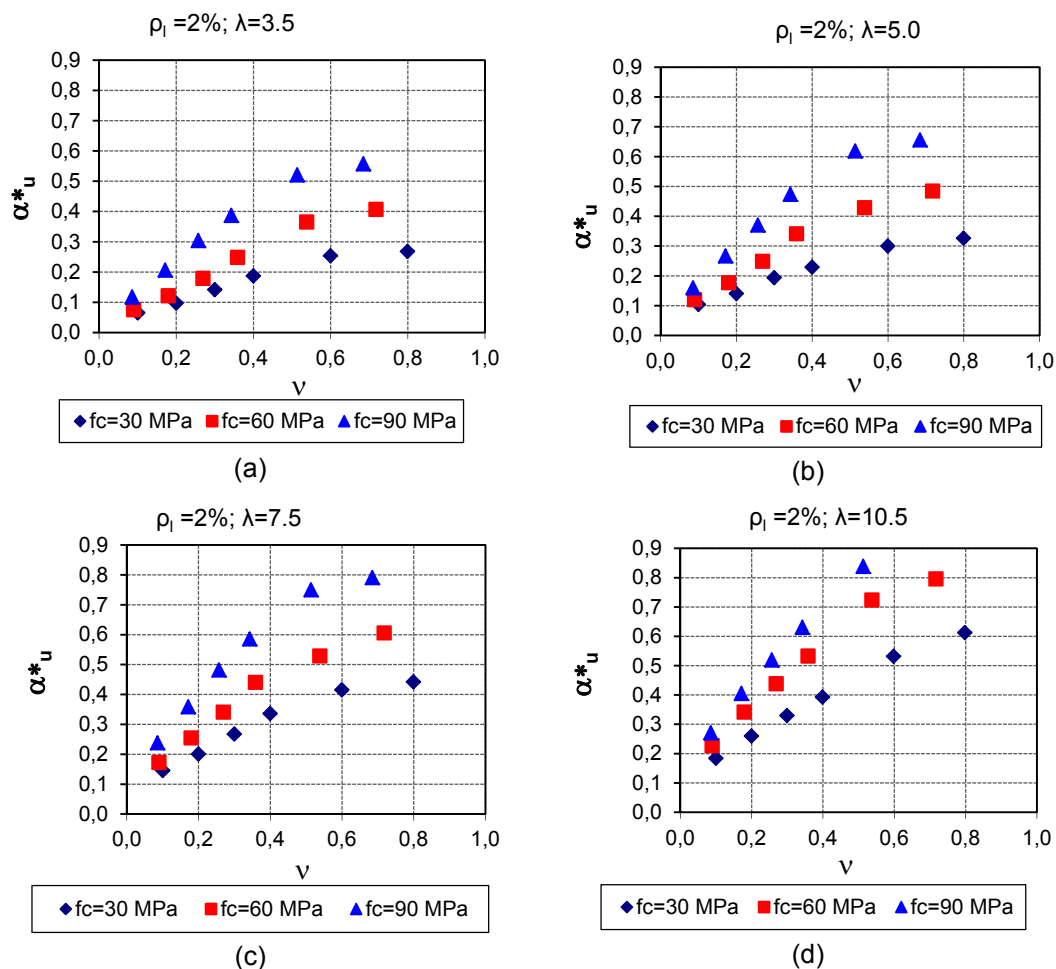 ρl =2%; λ=3.5
0,9
0,8
0,7
0,6
0,5
0,4
0,3
0,2
0,1
0,0
α*u
0,0 0,2 0,4 0,6 0,8 1,0
ν
fc=30 MPa fc=60 MPa fc=90 MPa
(a)
ρl =2%; λ=5.0
0,9
0,8
0,7
0,6
0,5
0,4
0,3
0,2
0,1
0,0
α*u
0,0 0,2 0,4 0,6 0,8 1,0
ν
fc=30 MPa fc=60 MPa fc=90 MPa
(b)
ρl =2%; λ=7.5
0,9
0,8
0,7
0,6
0,5
0,4
0,3
0,2
0,1
0,0
α*u
0,0 0,2 0,4 0,6 0,8 1,0
ν
fc=30 MPa fc=60 MPa fc=90 MPa
(c)
ρl =2%; λ=10.5
0,9
0,8
0,7
0,6
0,5
0,4
0,3
0,2
0,1
0,0
α*u
0,0 0,2 0,4 0,6 0,8 1,0
ν
fc=30 MPa fc=60 MPa fc=90 MPa
(d)